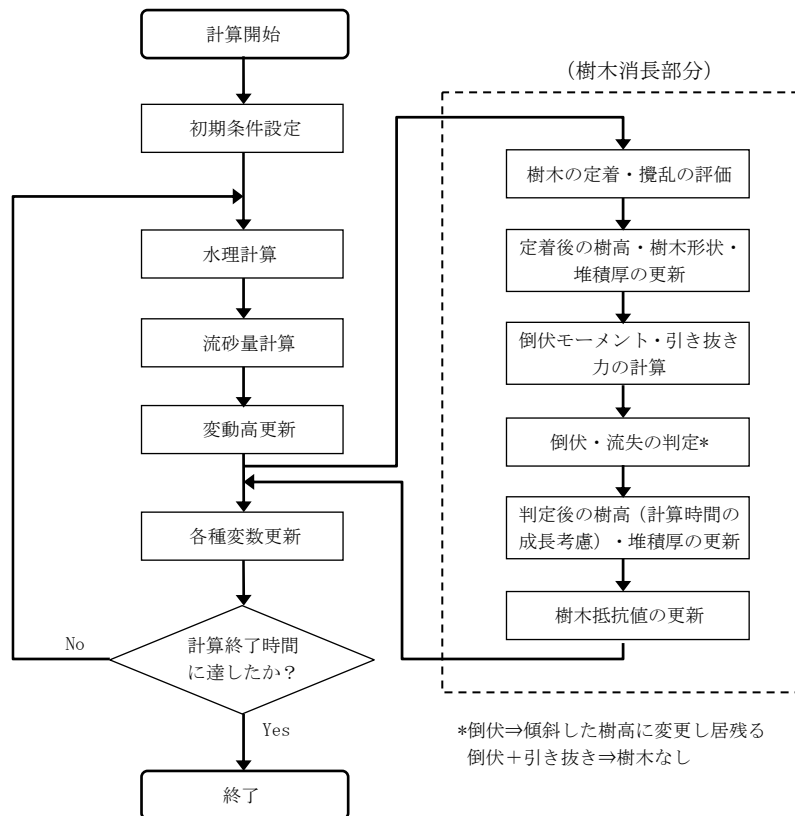 計算開始
初期条件設定
水理計算
流砂量計算
変動高更新
各種変数更新
計算終了時間
に達したか？
No
Yes
終了
（樹木消長部分）
樹木の定着・攪乱の評価
定着後の樹高・樹木形状・
堆積厚の更新
倒伏モーメント・引き抜き
力の計算
倒伏・流失の判定*
判定後の樹高（計算時間の
成長考慮）・堆積厚の更新
樹木抵抗値の更新
*倒伏⇒傾斜した樹高に変更し居残る
倒伏＋引き抜き⇒樹木なし